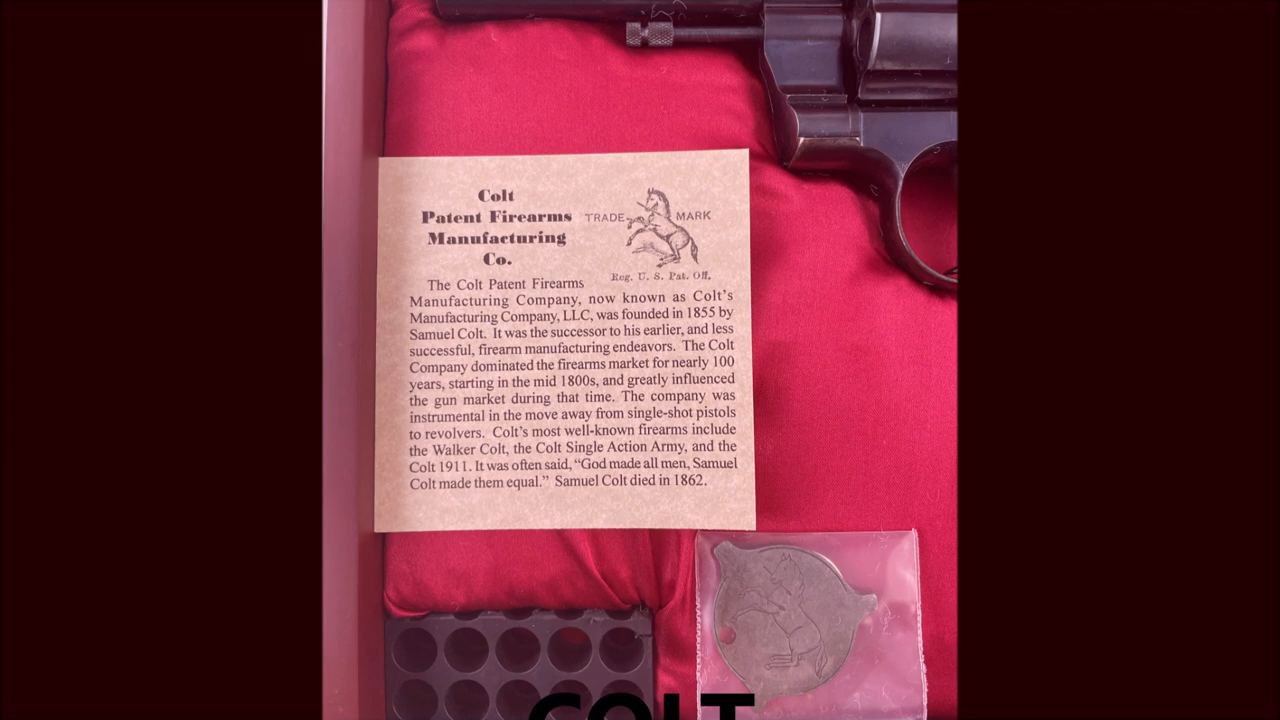 Colt
Patent Firearms
Manufacturing
Co.
TRADE MARK
Reg. U. S. Pat. Off.
The Colt Patent Firearms
Manufacturing Company, now known as Colt’s
Manufacturing Company, LLC, was founded in 1855 by
Samuel Colt. It was the successor to his earlier, and less
successful, firearm manufacturing endeavors. The Colt
Company dominated the firearms market for nearly 100
years, starting in the mid 1800s, and greatly influenced
the gun market during that time. The company was
instrumental in the move away from single-shot pistols
to revolvers. Colt’s most well-known firearms include
the Walker Colt, the Colt Single Action Army, and the
Colt 1911. It was often said, “God made all men, Samuel
Colt made them equal.” Samuel Colt died in 1862.
COLT